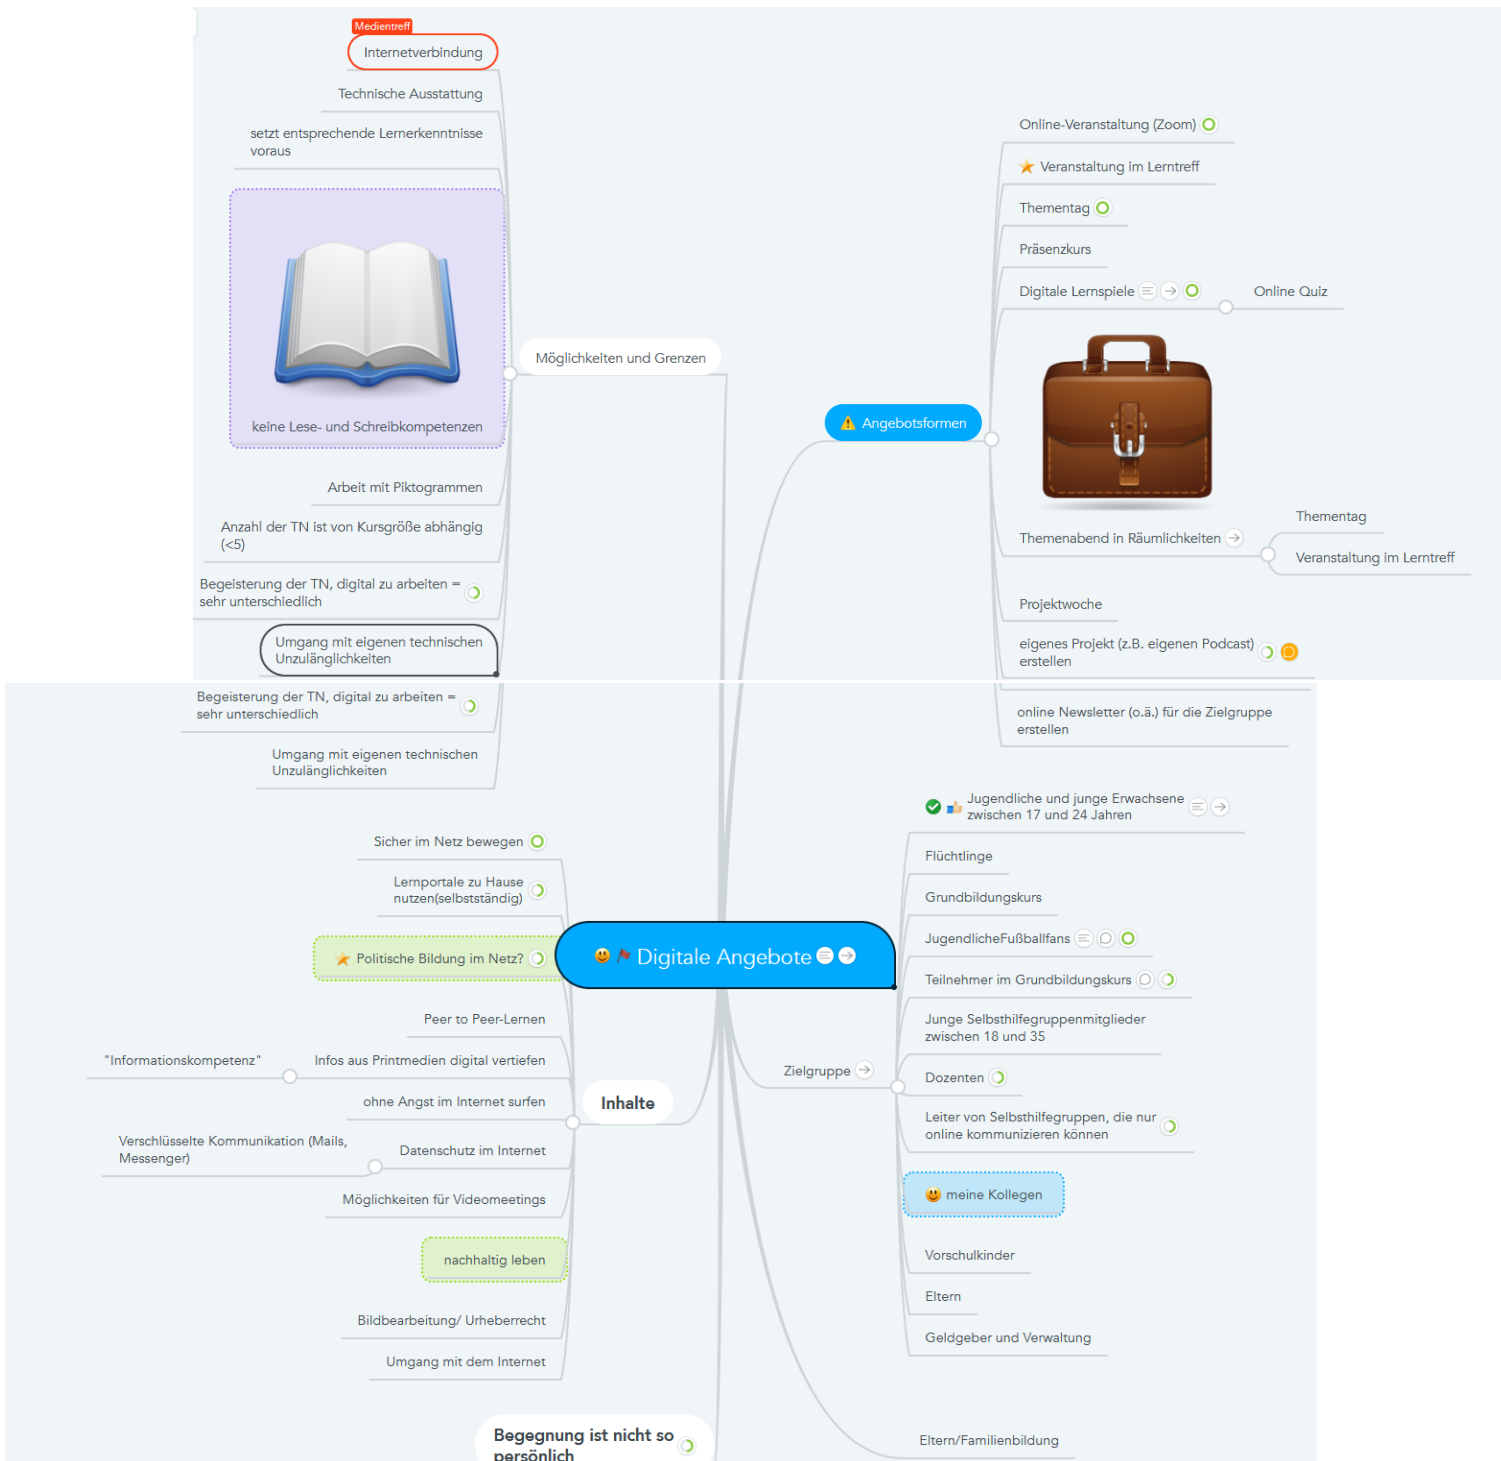 Medientreff
Internetverbindung
Technische Ausstattung
setzt entsprechende Lernerkenntnisse
voraus
keine Lese- und Schreibkompetenzen
Arbeit mit Piktogrammen
Anzahl der TN ist von Kursgröße abhängig
(<5)
Begeisterung der TN, digital zu arbeiten =
sehr unterschiedlich
Umgang mit eigenen technischen
Unzulänglichkeiten
Möglichkeiten und Grenzen
Angebotsformen
Online-Veranstaltung (Zoom)
Veranstaltung im Lerntreff
Thementag
Präsenzkurs
Digitale Lernspiele
Online Quiz
Themenabend in Räumlichkeiten
Thementag
Veranstaltung im Lerntreff
Projektwoche
eigenes Projekt (z.B. eigenen Podcast)
erstellen
Begeisterung der TN, digital zu arbeiten =
sehr unterschiedlich
Umgang mit eigenen technischen
Unzulänglichkeiten
online Newsletter (o.ä.) für die Zielgruppe
erstellen
Sicher im Netz bewegen
Lernportale zu Hause
nutzen(selbstständig)
Politische Bildung im Netz?
Peer to Peer-Lernen
"Informationskompetenz"
Infos aus Printmedien digital vertiefen
ohne Angst im Internet surfen
Verschlüsselte Kommunikation (Mails,
Messenger)
Datenschutz im Internet
Möglichkeiten für Videomeetings
nachhaltig leben
Bildbearbeitung/ Urheberrecht
Umgang mit dem Internet
Inhalte
Digitale Angebote
Zielgruppe
Jugendliche und junge Erwachsene
zwischen 17 und 24 Jahren
Flüchtlinge
Grundbildungskurs
JugendlicheFußballfans
Teilnehmer im Grundbildungskurs
Junge Selbsthilfegruppenmitglieder
zwischen 18 und 35
Dozenten
Leiter von Selbsthilfegruppen, die nur
online kommunizieren können
meine Kollegen
Vorschulkinder
Eltern
Geldgeber und Verwaltung
Begegnung ist nicht so
persönlich
Eltern/Familienbildung